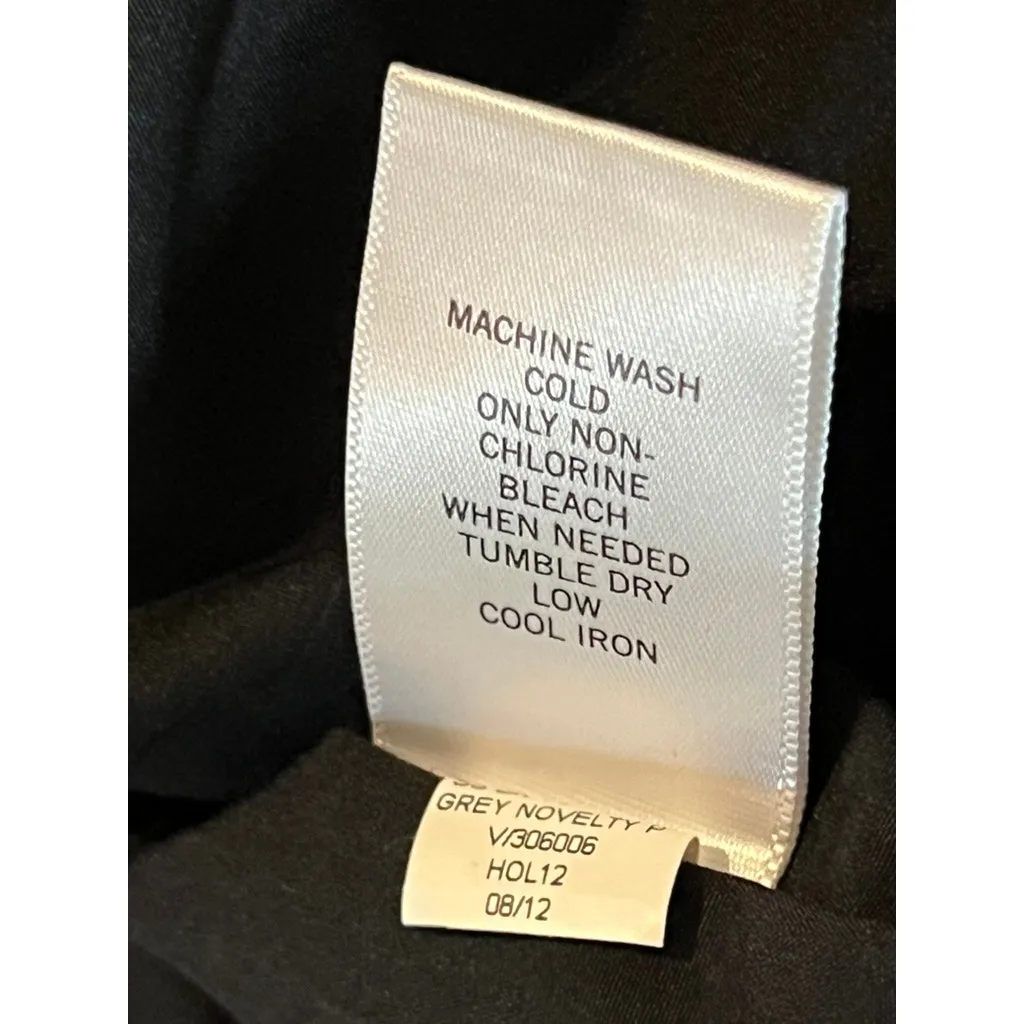 MACHINE WASH
COLD
ONLY NON-
CHLORINE
BLEACH
WHEN NEEDED
TUMBLE DRY
LOW
COOL IRON
GREY NOVELTY P
V/306006
HOL12
08/12